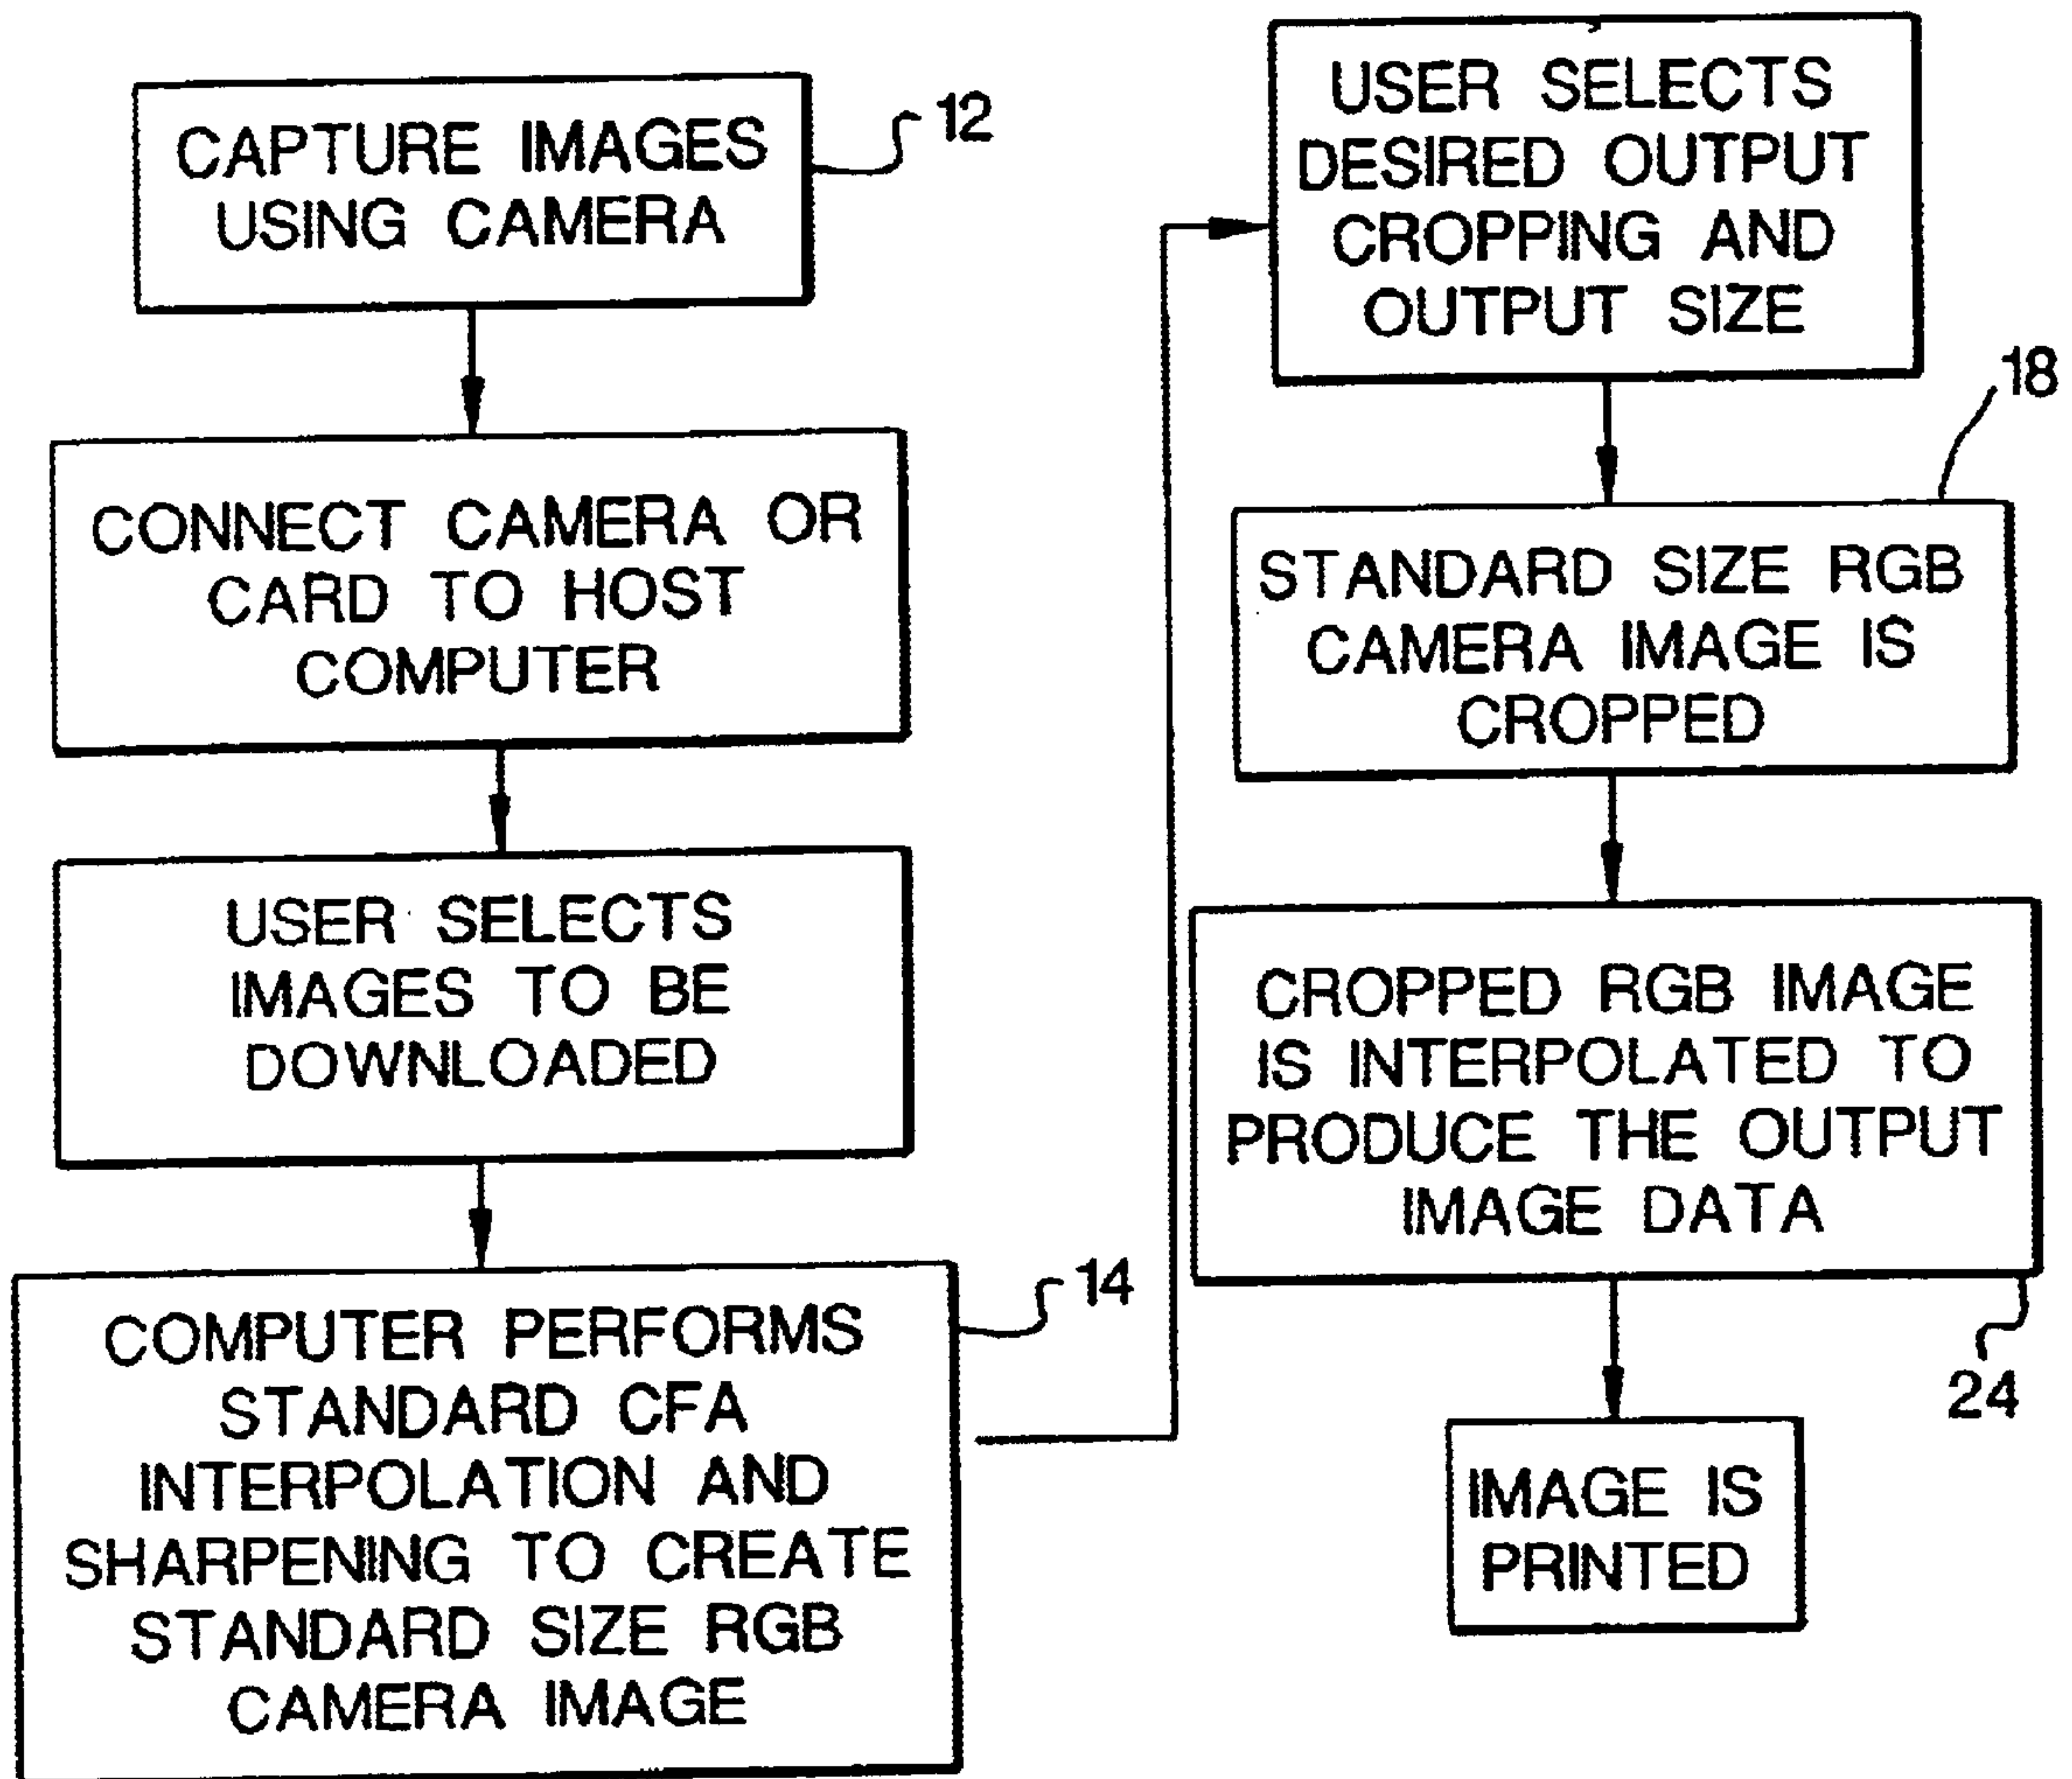 CAPTURE IMAGES
USING CAMERA
12
CONNECT CAMERA OR
CARD TO HOST
COMPUTER
USER SELECTS
IMAGES TO BE
DOWNLOADED
COMPUTER PERFORMS
STANDARD CFA
INTERPOLATION AND
SHARPENING TO CREATE
STANDARD SIZE RGB
CAMERA IMAGE
14
USER SELECTS
DESIRED OUTPUT
CROPPING AND
OUTPUT SIZE
18
STANDARD SIZE RGB
CAMERA IMAGE IS
CROPPED
CROPPED RGB IMAGE
IS INTERPOLATED TO
PRODUCE THE OUTPUT
IMAGE DATA
24
IMAGE IS
PRINTED